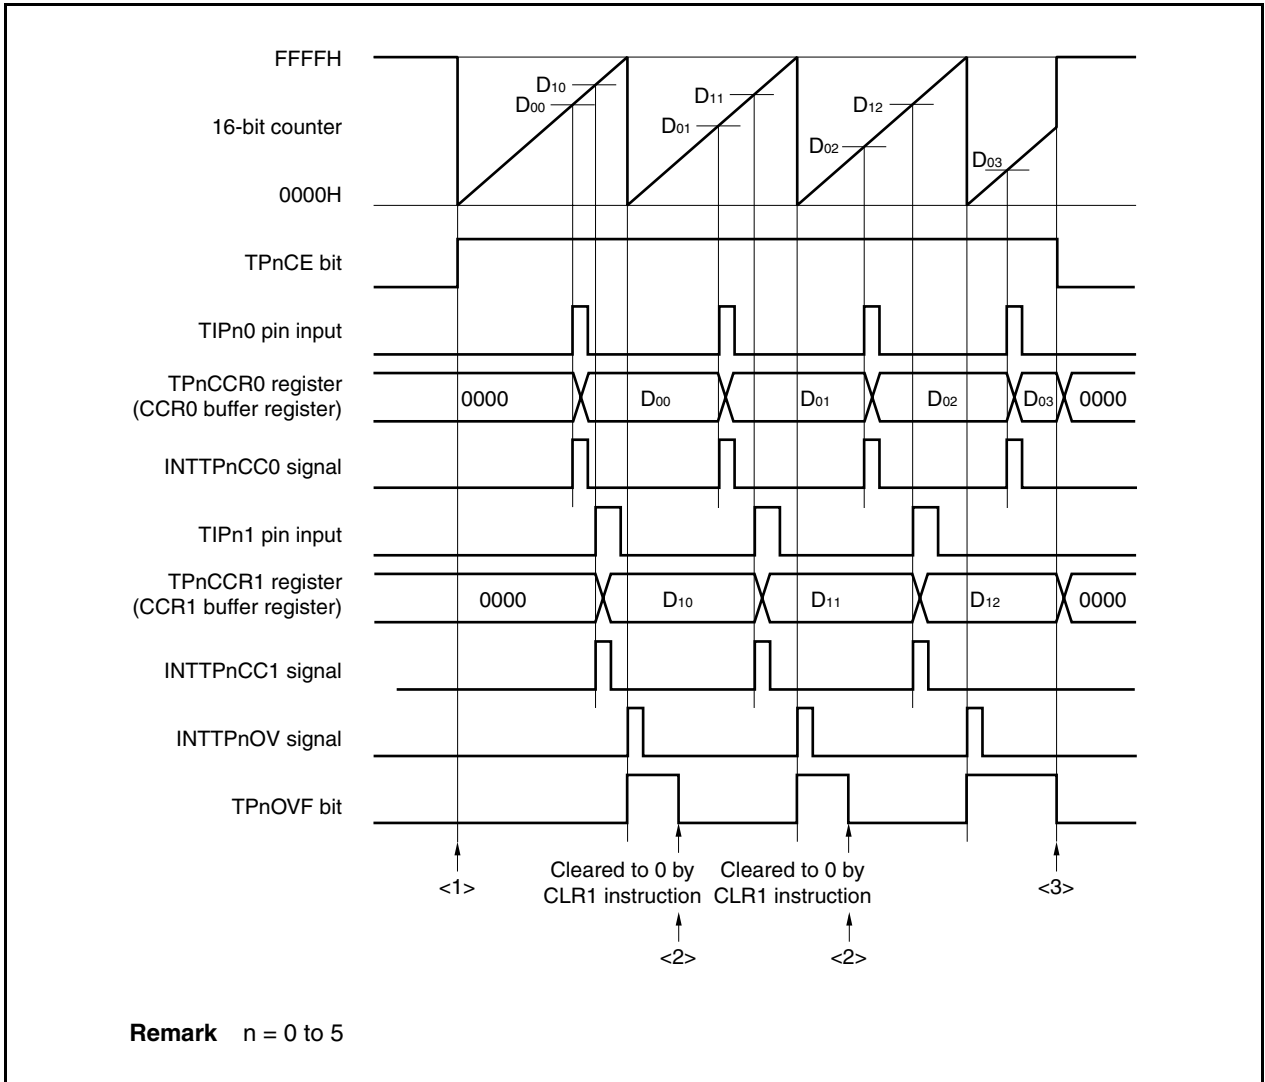 FFFFH
D10
D00
D11
D01
D12
D02
D03
16-bit counter
0000H
TPnCE bit
TIPn0 pin input
TPnCCR0 register
(CCR0 buffer register)
0000 D00 D01 D02 D03 0000
INTTPnCC0 signal
TIPn1 pin input
TPnCCR1 register
(CCR1 buffer register)
0000 D10 D11 D12 0000
INTTPnCC1 signal
INTTPnOV signal
TPnOVF bit
<1>
Cleared to 0 by
CLR1 instruction
<2>
Cleared to 0 by
CLR1 instruction
<2>
<3>
Remark n = 0 to 5